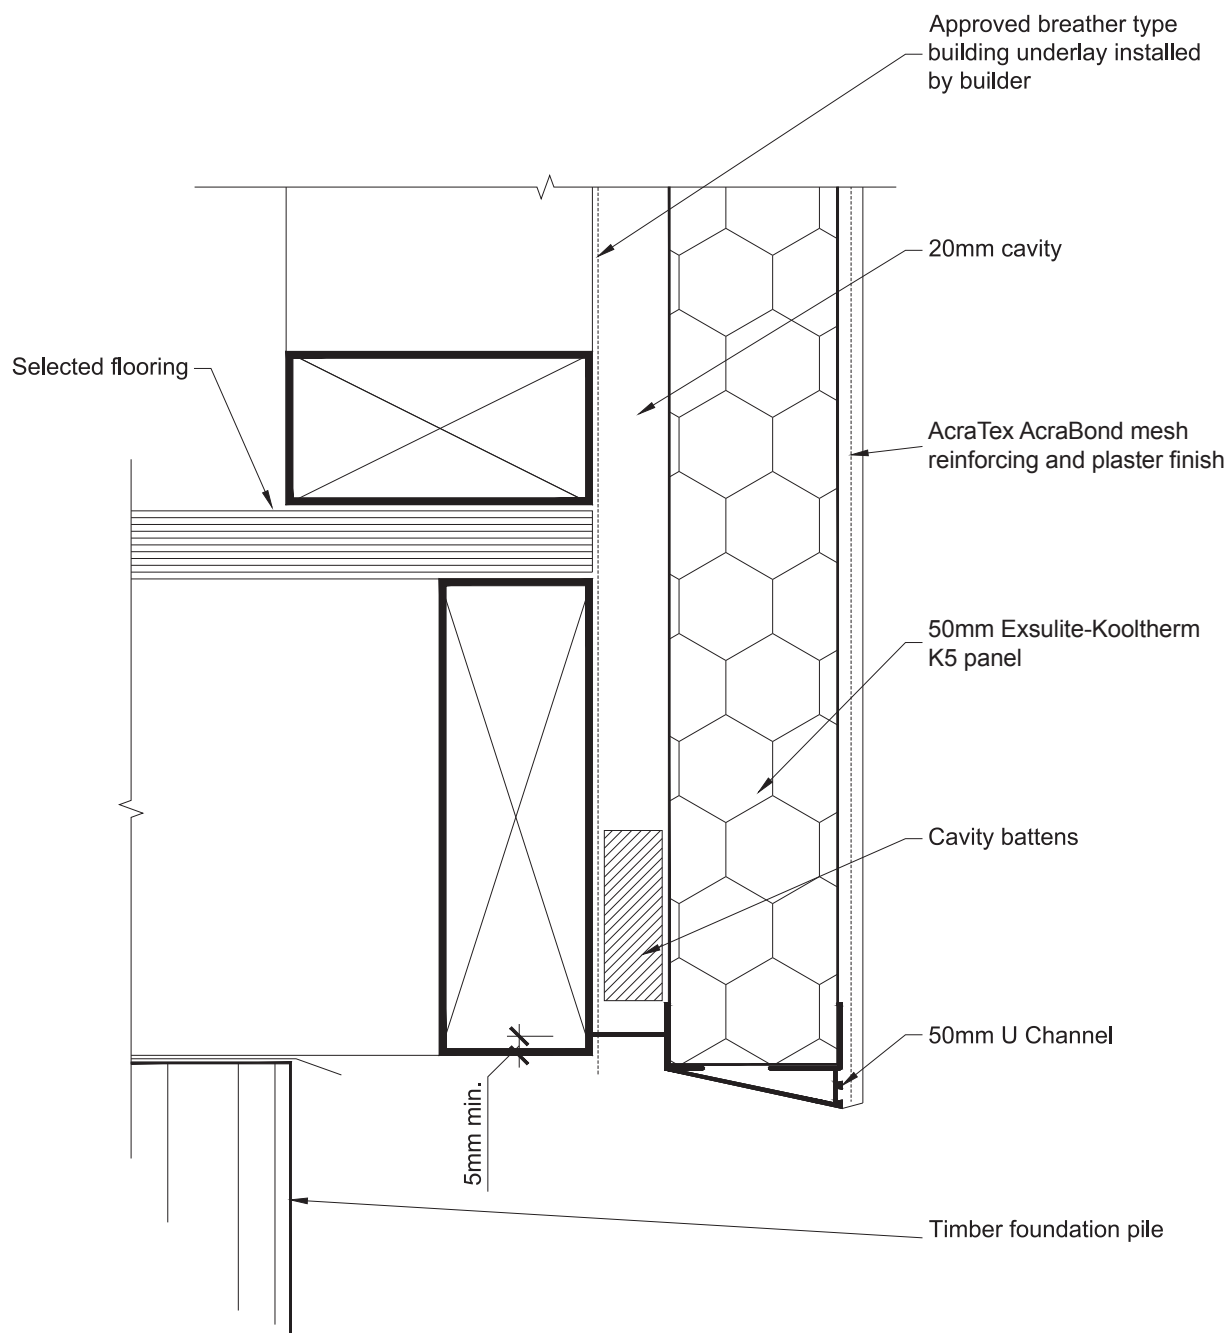 Approved breather type
building underlay installed
by builder
20mm cavity
Selected flooring
AcraTex AcraBond mesh
reinforcing and plaster finish
50mm Exsulite-Kooltherm
K5 panel
Cavity battens
50mm U Channel
5mm min.
Timber foundation pile